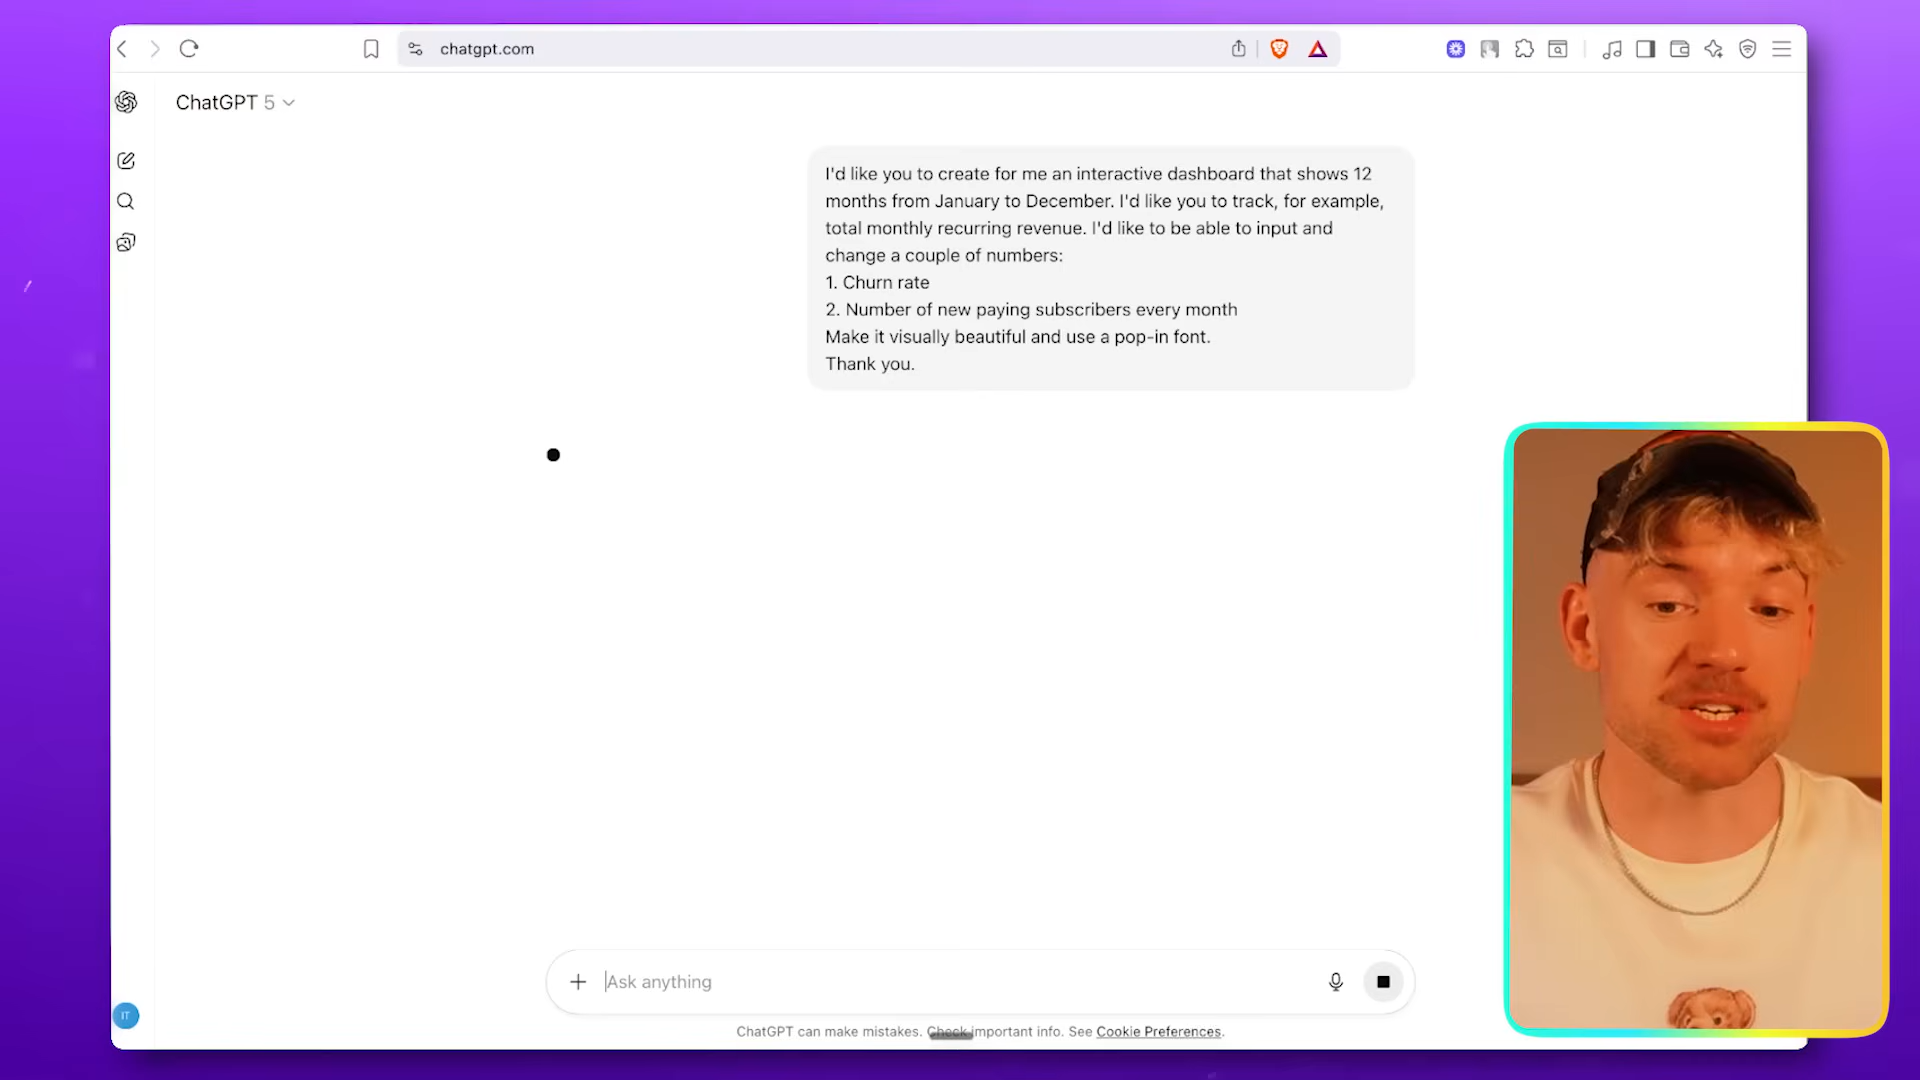 chatgpt.com
ChatGPT 5
I'd like you to create for me an interactive dashboard that shows 12
months from January to December. I'd like you to track, for example,
total monthly recurring revenue. I'd like to be able to input and
change a couple of numbers:
1. Churn rate
2. Number of new paying subscribers every month
Make it visually beautiful and use a pop-in font.
Thank you.
Ask anything
IT
ChatGPT can make mistakes. Check important info. See Cookie Preferences.